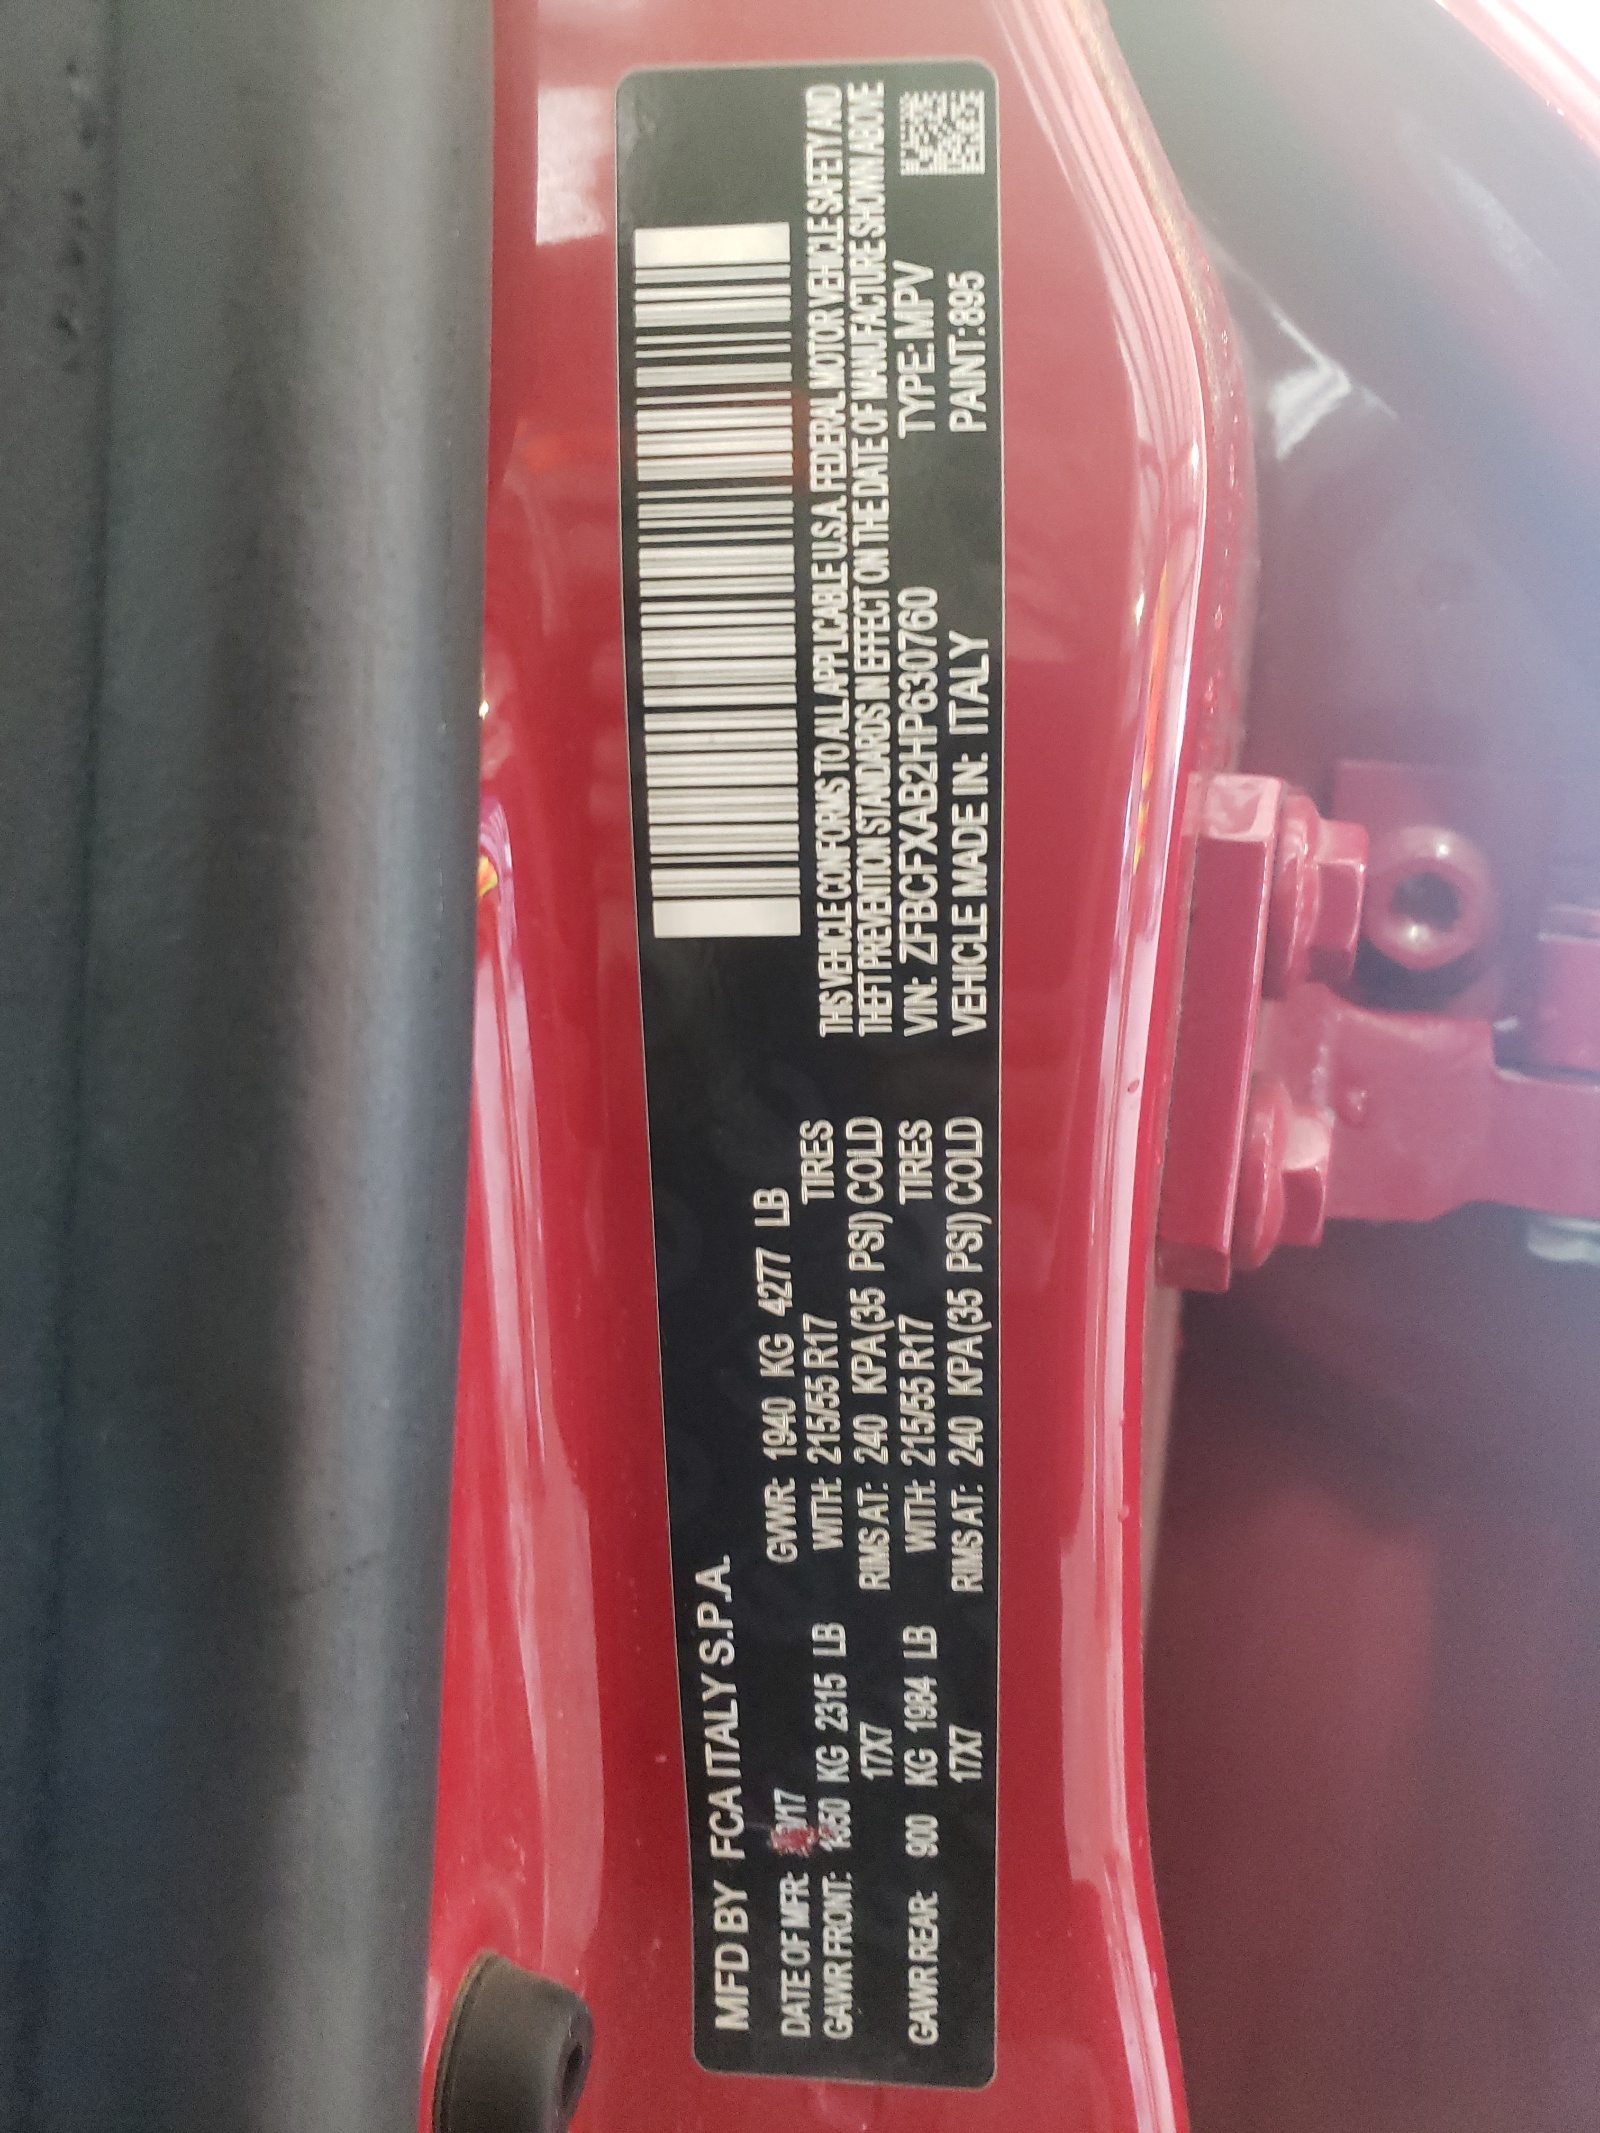 MFD BY FCA ITALY S.P.A.
DATE OF MFR: /17 GVWR: 1940 KG 4277 LB
GAWR FRONT: 1050 KG 2315 LB WITH: 215/55 R17 TIRES
17X7 RIMS AT: 240 KPA(35 PSI) COLD
GAWR REAR: 900 KG 1984 LB WITH: 215/55 R17 TIRES
17X7 RIMS AT: 240 KPA(35 PSI) COLD
THIS VEHICLE CONFORMS TO ALL APPLICABLE U.S.A. FEDERAL MOTOR VEHICLE SAFETY AND
THEFT PREVENTION STANDARDS IN EFFECT ON THE DATE OF MANUFACTURE SHOWN ABOVE
VIN: ZFBCFXAB2HP630760 TYPE: MPV
VEHICLE MADE IN: ITALY PAINT: 895